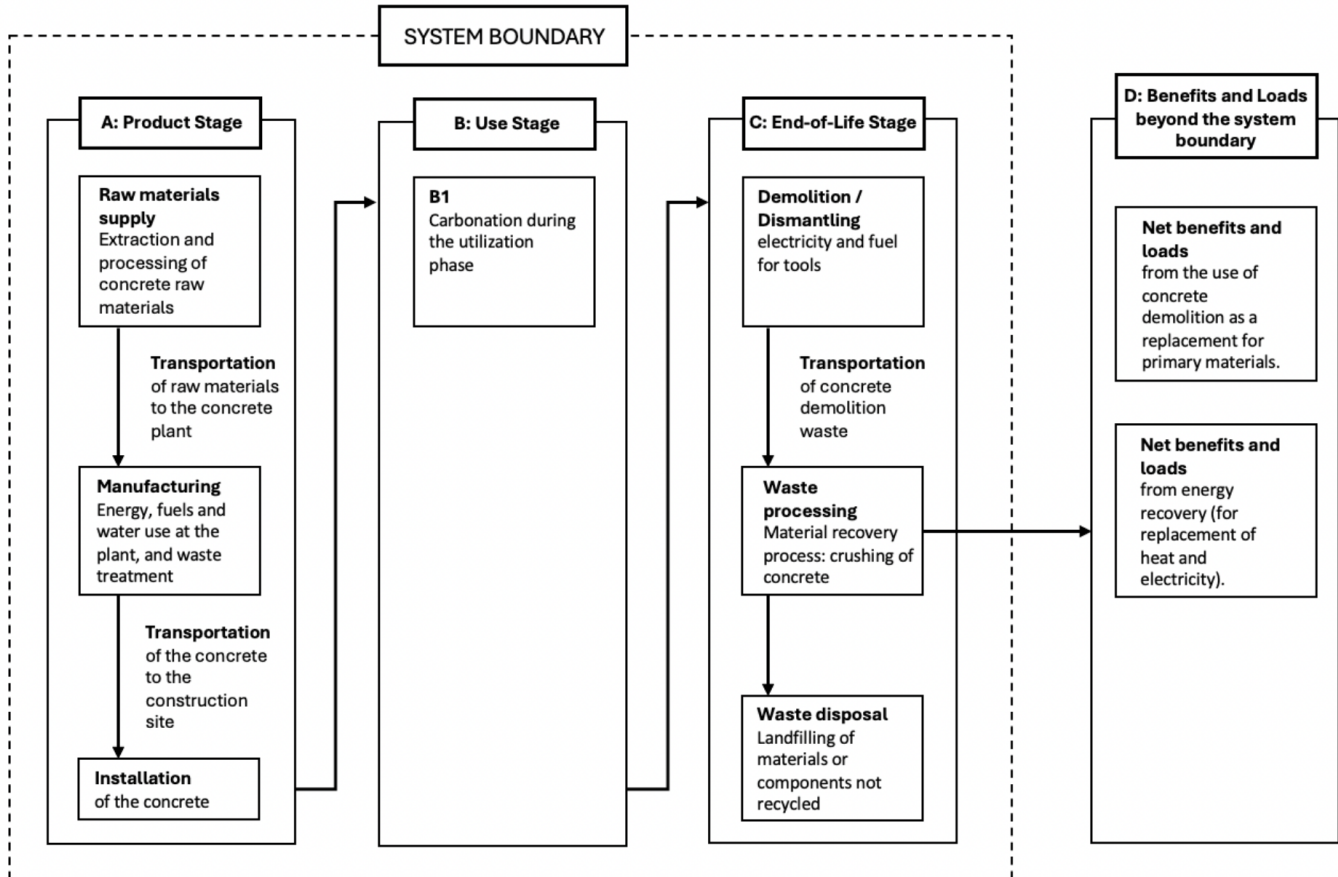 SYSTEM BOUNDARY
A: Product Stage
Raw materials
supply
Extraction and
processing of
concrete raw
materials
Transportation
of raw materials
to the concrete
plant
Manufacturing
Energy, fuels and
water use at the
plant, and waste
treatment
Transportation
of the concrete
to the
construction
site
Installation
of the concrete
B: Use Stage
B1
Carbonation during
the utilization
phase
C: End-of-Life Stage
Demolition /
Dismantling
electricity and fuel
for tools
Transportation
of concrete
demolition
waste
Waste
processing
Material recovery
process: crushing of
concrete
Waste disposal
Landfilling of
materials or
components not
recycled
D: Benefits and Loads
beyond the system
boundary
Net benefits and
loads
from the use of
concrete
demolition as a
replacement for
primary materials.
Net benefits and
loads
from energy
recovery (for
replacement of
heat and
electricity).